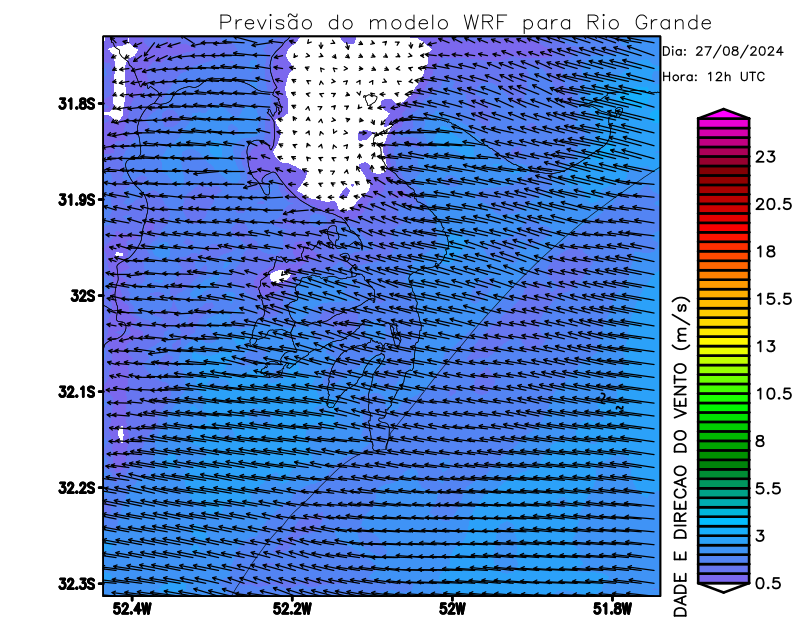 Previsão do modelo WRF para Rio Grande
Dia: 27/08/2024
Hora: 12h UTC
31.8S
31.9S
32S
32.1S
32.2S
32.3S
52.4W
52.2W
52W
51.8W
DADE E DIRECAO DO VENTO (m/s)
23
20.5
18
15.5
13
10.5
8
5.5
3
0.5